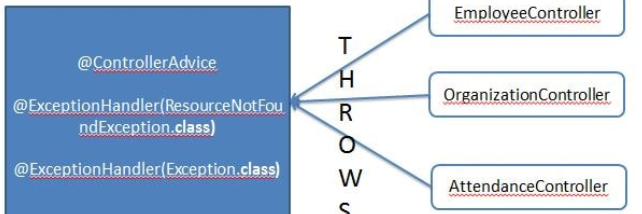 @ControllerAdvice
@ExceptionHandler(ResourceNotFou
ndException.class)
@ExceptionHandler(Exception.class)
T
H
R
O
W
S
EmployeeController
OrganizationController
AttendanceController